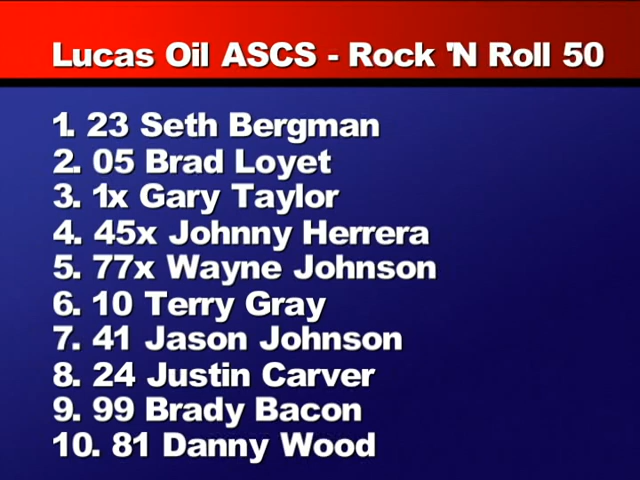 Lucas Oil ASCS - Rock 'N Roll 50
1. 23 Seth Bergman
2. 05 Brad Loyet
3. 1x Gary Taylor
4. 45x Johnny Herrera
5. 77x Wayne Johnson
6. 10 Terry Gray
7. 41 Jason Johnson
8. 24 Justin Carver
9. 99 Brady Bacon
10. 81 Danny Wood